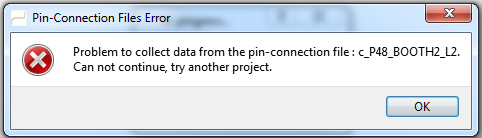 Pin-Connection Files Error
Problem to collect data from the pin-connection file : c_P48_BOOTH2_L2.
Can not continue, try another project.
OK